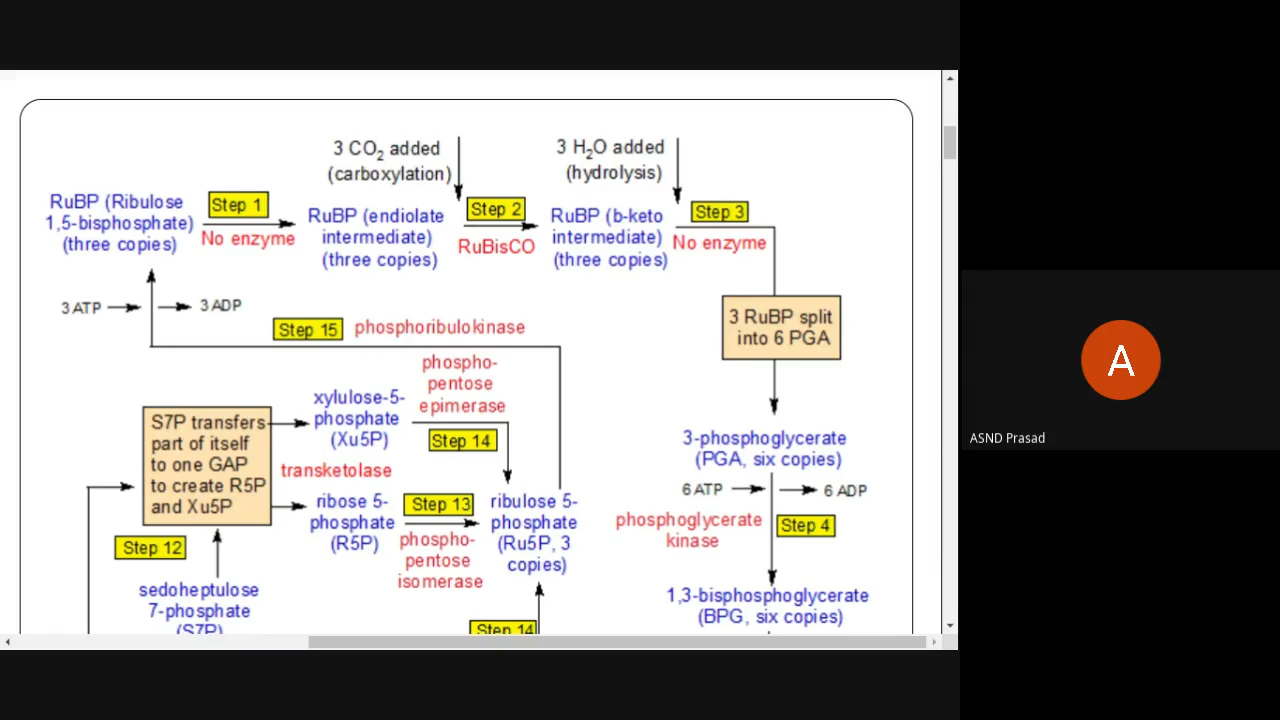 3 CO2 added
(carboxylation)
3 H2O added
(hydrolysis)
RuBP (Ribulose
1,5-bisphosphate)
(three copies)
Step 1
No enzyme
RuBP (endiolate
intermediate)
(three copies)
Step 2
RuBisCO
RuBP (b-keto
intermediate)
(three copies)
Step 3
No enzyme
3 ATP
3 ADP
Step 15
phosphoribulokinase
3 RuBP split
into 6 PGA
phospho-
pentose
epimerase
xylulose-5-
phosphate
(Xu5P)
Step 14
S7P transfers
part of itself
to one GAP
to create R5P
and Xu5P
transketolase
ribose 5-
phosphate
(R5P)
Step 13
phospho-
pentose
isomerase
ribulose 5-
phosphate
(Ru5P, 3
copies)
3-phosphoglycerate
(PGA, six copies)
6 ATP
6 ADP
phosphoglycerate
kinase
Step 4
Step 12
sedoheptulose
7-phosphate
(S7P)
Step 14
1,3-bisphosphoglycerate
(BPG, six copies)
A
ASND Prasad